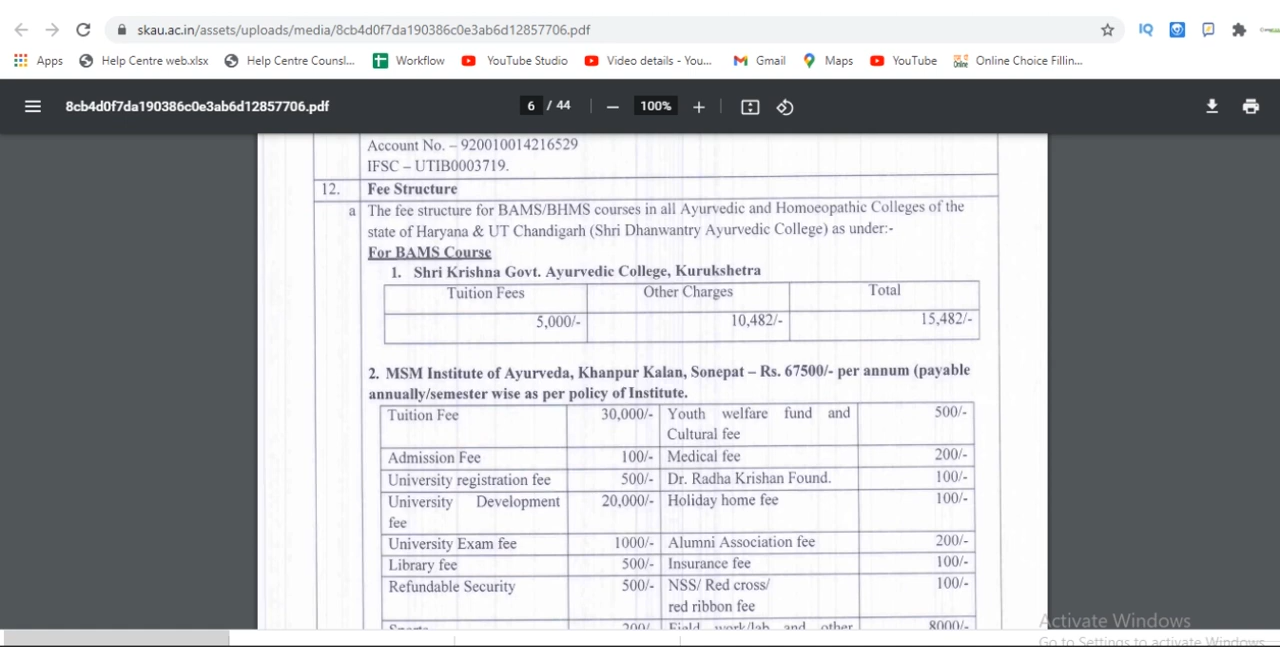 skau.ac.in/assets/uploads/media/8cb4d0f7da190386c0e3ab6d12857706.pdf
IQ
Apps Help Centre web.xlsx Help Centre Counsl... Workflow YouTube Studio Video details - You... Gmail Maps YouTube Online Choice Fillin...
8cb4d0f7da190386c0e3ab6d12857706.pdf 6 / 44 — 100% +
Account No. – 920010014216529
IFSC – UTIB0003719.
12. Fee Structure
a The fee structure for BAMS/BHMS courses in all Ayurvedic and Homoeopathic Colleges of the
state of Haryana & UT Chandigarh (Shri Dhanwantry Ayurvedic College) as under:-
For BAMS Course
1. Shri Krishna Govt. Ayurvedic College, Kurukshetra
Tuition Fees Other Charges Total
5,000/- 10,482/- 15,482/-
2. MSM Institute of Ayurveda, Khanpur Kalan, Sonepat – Rs. 67500/- per annum (payable
annually/semester wise as per policy of Institute.
Tuition Fee 30,000/- Youth welfare fund and 500/-
Cultural fee
Admission Fee 100/- Medical fee 200/-
University registration fee 500/- Dr. Radha Krishan Found. 100/-
University Development 20,000/- Holiday home fee 100/-
fee
University Exam fee 1000/- Alumni Association fee 200/-
Library fee 500/- Insurance fee 100/-
Refundable Security 500/- NSS/ Red cross/ 100/-
red ribbon fee
Sports 200/- Field work/lab and other 8000/-
Activate Windows
Go to Settings to activate Windows